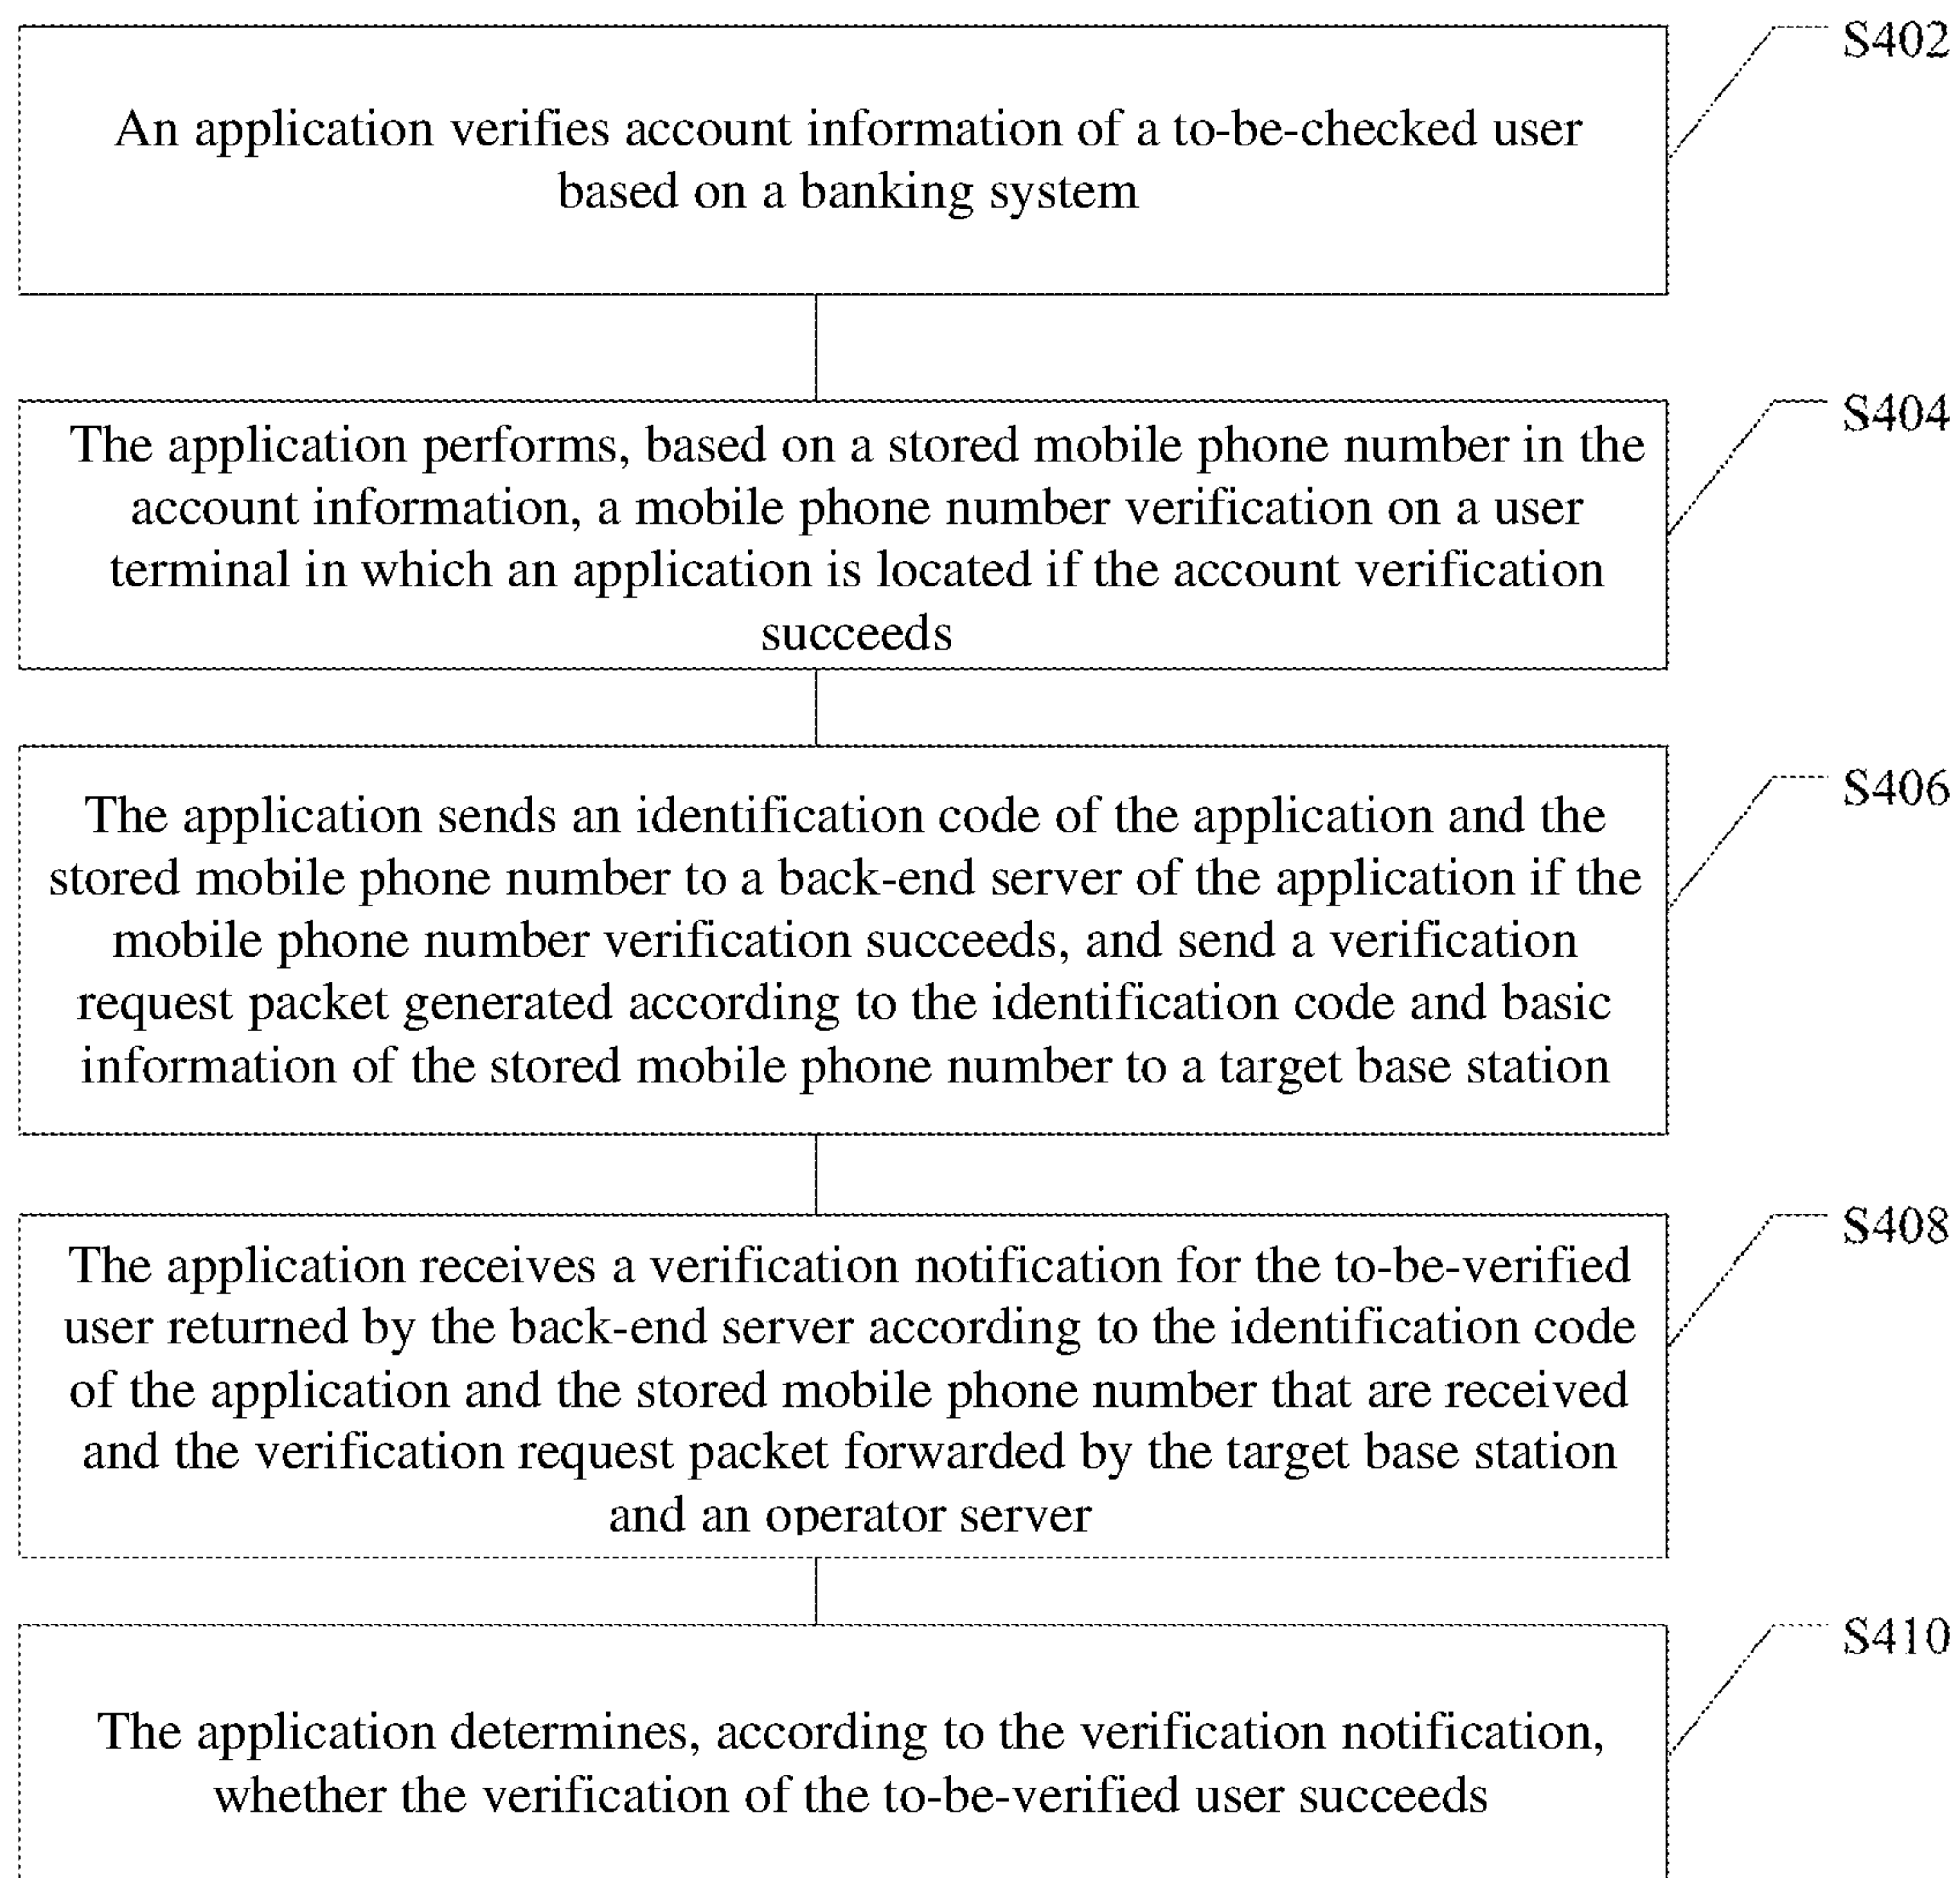 An application verifies account information of a to-be-checked user
based on a banking system
S402
The application performs, based on a stored mobile phone number in the
account information, a mobile phone number verification on a user
terminal in which an application is located if the account verification
succeeds
S404
The application sends an identification code of the application and the
stored mobile phone number to a back-end server of the application if the
mobile phone number verification succeeds, and send a verification
request packet generated according to the identification code and basic
information of the stored mobile phone number to a target base station
S406
The application receives a verification notification for the to-be-verified
user returned by the back-end server according to the identification code
of the application and the stored mobile phone number that are received
and the verification request packet forwarded by the target base station
and an operator server
S408
The application determines, according to the verification notification,
whether the verification of the to-be-verified user succeeds
S410